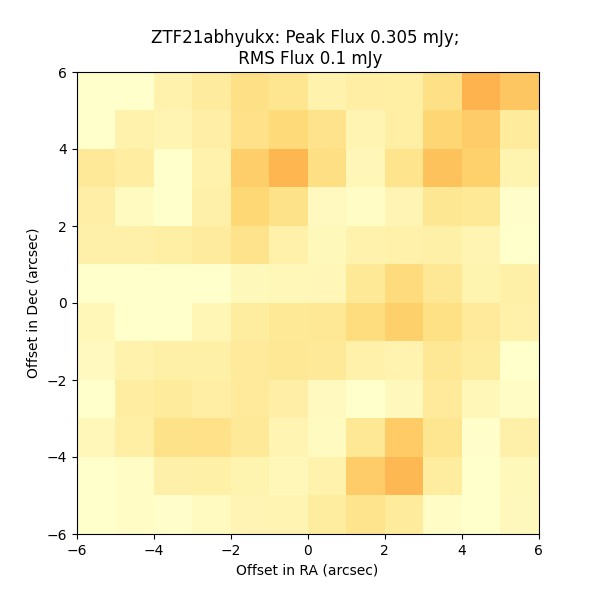 ZTF21abhyukx: Peak Flux 0.305 mJy;
RMS Flux 0.1 mJy
6
4
2
0
−2
−4
−6
Offset in Dec (arcsec)
−6 −4 −2 0 2 4 6
Offset in RA (arcsec)